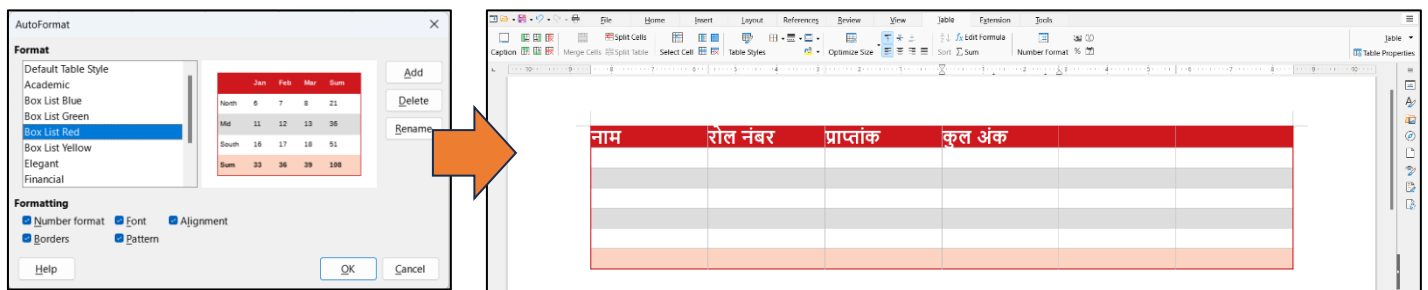 AutoFormat
Format
Default Table Style
Academic
Box List Blue
Box List Green
Box List Red
Box List Yellow
Elegant
Financial
Jan Feb Mar Sum
North 6 7 8 21
Mid 11 12 13 36
South 16 17 18 51
Sum 33 36 39 108
Add
Delete
Rename
Formatting
Number format Font Alignment
Borders Pattern
Help OK Cancel
File Home Insert Layout References Review View Table Extension Tools
Split Cells Edit Formula Table
Caption Merge Cells Split Table Select Cell Table Styles Optimize Size Sort Sum Number Format % Table Properties
नाम रोल नंबर प्राप्तांक कुल अंक